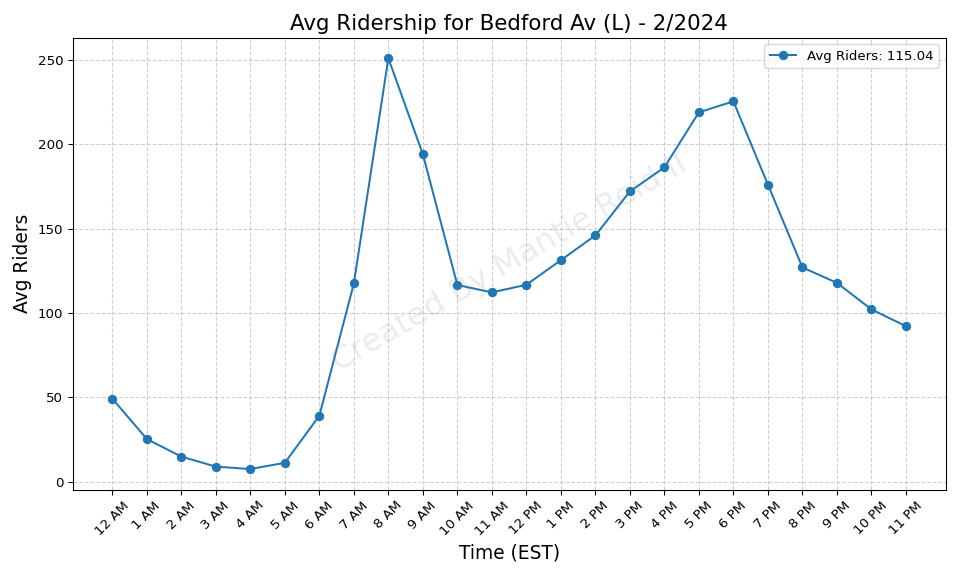 Avg Ridership for Bedford Av (L) - 2/2024
Avg Riders: 115.04
Avg Riders
250
200
150
100
50
0
Created By Mantie Reid II
12 AM
1 AM
2 AM
3 AM
4 AM
5 AM
6 AM
7 AM
8 AM
9 AM
10 AM
11 AM
12 PM
1 PM
2 PM
3 PM
4 PM
5 PM
6 PM
7 PM
8 PM
9 PM
10 PM
11 PM
Time (EST)